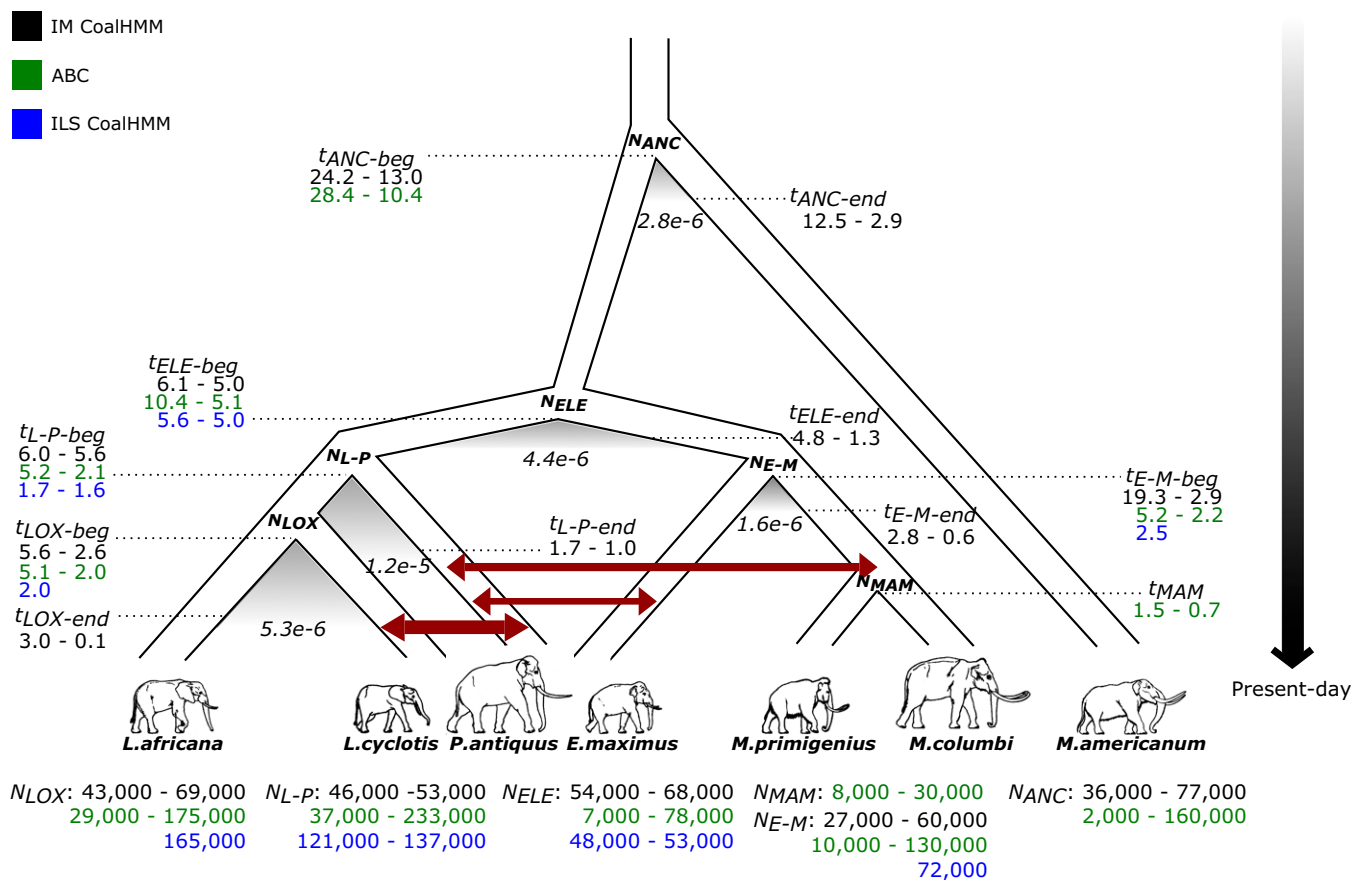 IM CoalHMM
ABC
ILS CoalHMM
NANC
tANC-beg
24.2 - 13.0
28.4 - 10.4
tANC-end
12.5 - 2.9
2.8e-6
tELE-beg
6.1 - 5.0
10.4 - 5.1
5.6 - 5.0
NELE
tELE-end
4.8 - 1.3
4.4e-6
tL-P-beg
6.0 - 5.6
5.2 - 2.1
1.7 - 1.6
NL-P
NE-M
tE-M-beg
19.3 - 2.9
5.2 - 2.2
2.5
1.6e-6
tE-M-end
2.8 - 0.6
tL-P-end
1.7 - 1.0
1.2e-5
NLOX
tLOX-beg
5.6 - 2.6
5.1 - 2.0
2.0
NMAM
tMAM
1.5 - 0.7
tLOX-end
3.0 - 0.1
5.3e-6
Present-day
L.africana L.cyclotis P.antiquus E.maximus M.primigenius M.columbi M.americanum
NLOX: 43,000 - 69,000
29,000 - 175,000
165,000
NL-P: 46,000 -53,000
37,000 - 233,000
121,000 - 137,000
NELE: 54,000 - 68,000
7,000 - 78,000
48,000 - 53,000
NMAM: 8,000 - 30,000
NE-M: 27,000 - 60,000
10,000 - 130,000
72,000
NANC: 36,000 - 77,000
2,000 - 160,000